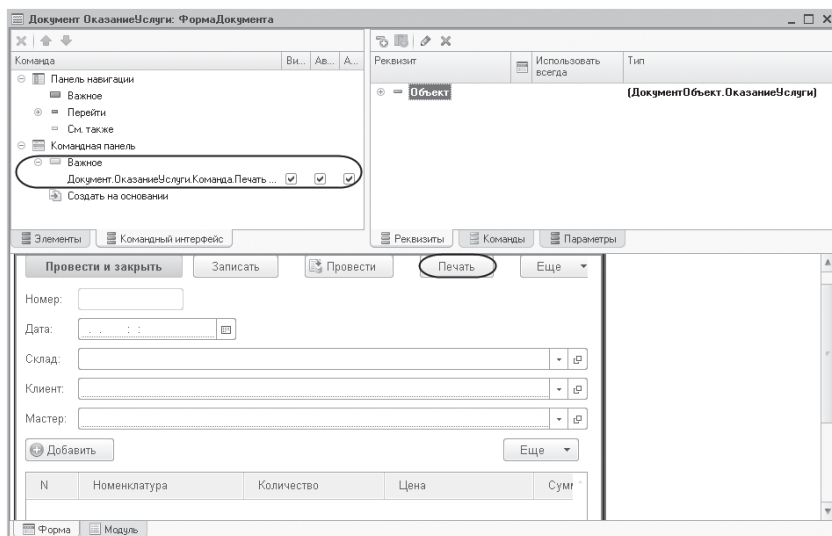 Документ ОказаниеУслуги: ФормаДокумента
Команда Ви... Ав... А...
Панель навигации
Важное
Перейти
См. также
Командная панель
Важное
Документ.ОказаниеУслуги.Команда.Печать ...
Создать на основании
Элементы Командный интерфейс
Реквизит Использовать всегда Тип
Объект (ДокументОбъект.ОказаниеУслуги)
Реквизиты Команды Параметры
Провести и закрыть Записать Провести Печать Еще
Номер:
Дата: . . : :
Склад:
Клиент:
Мастер:
Добавить Еще
N Номенклатура Количество Цена Сумм
Форма Модуль